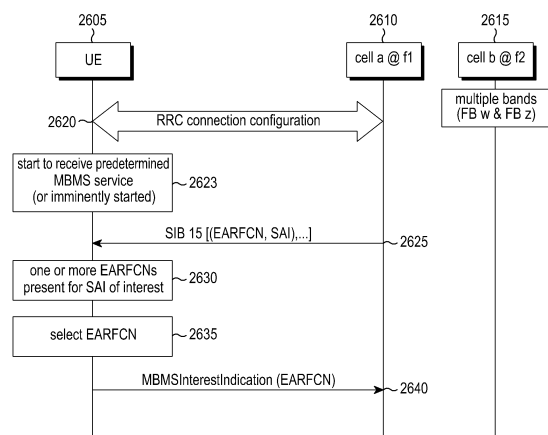 2605
2610
2615
UE
cell a @ f1
cell b @ f2
multiple bands
(FB w & FB z)
2620
RRC connection configuration
start to receive predetermined
MBMS service
(or imminently started)
2623
SIB 15 [(EARFCN, SAI),...]
2625
one or more EARFCNs
present for SAI of interest
2630
select EARFCN
2635
MBMSInterestIndication (EARFCN)
2640